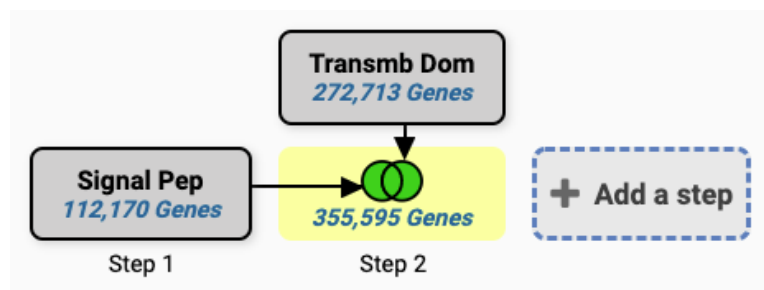 Transmb Dom
272,713 Genes
Signal Pep
112,170 Genes
355,595 Genes
+ Add a step
Step 1
Step 2